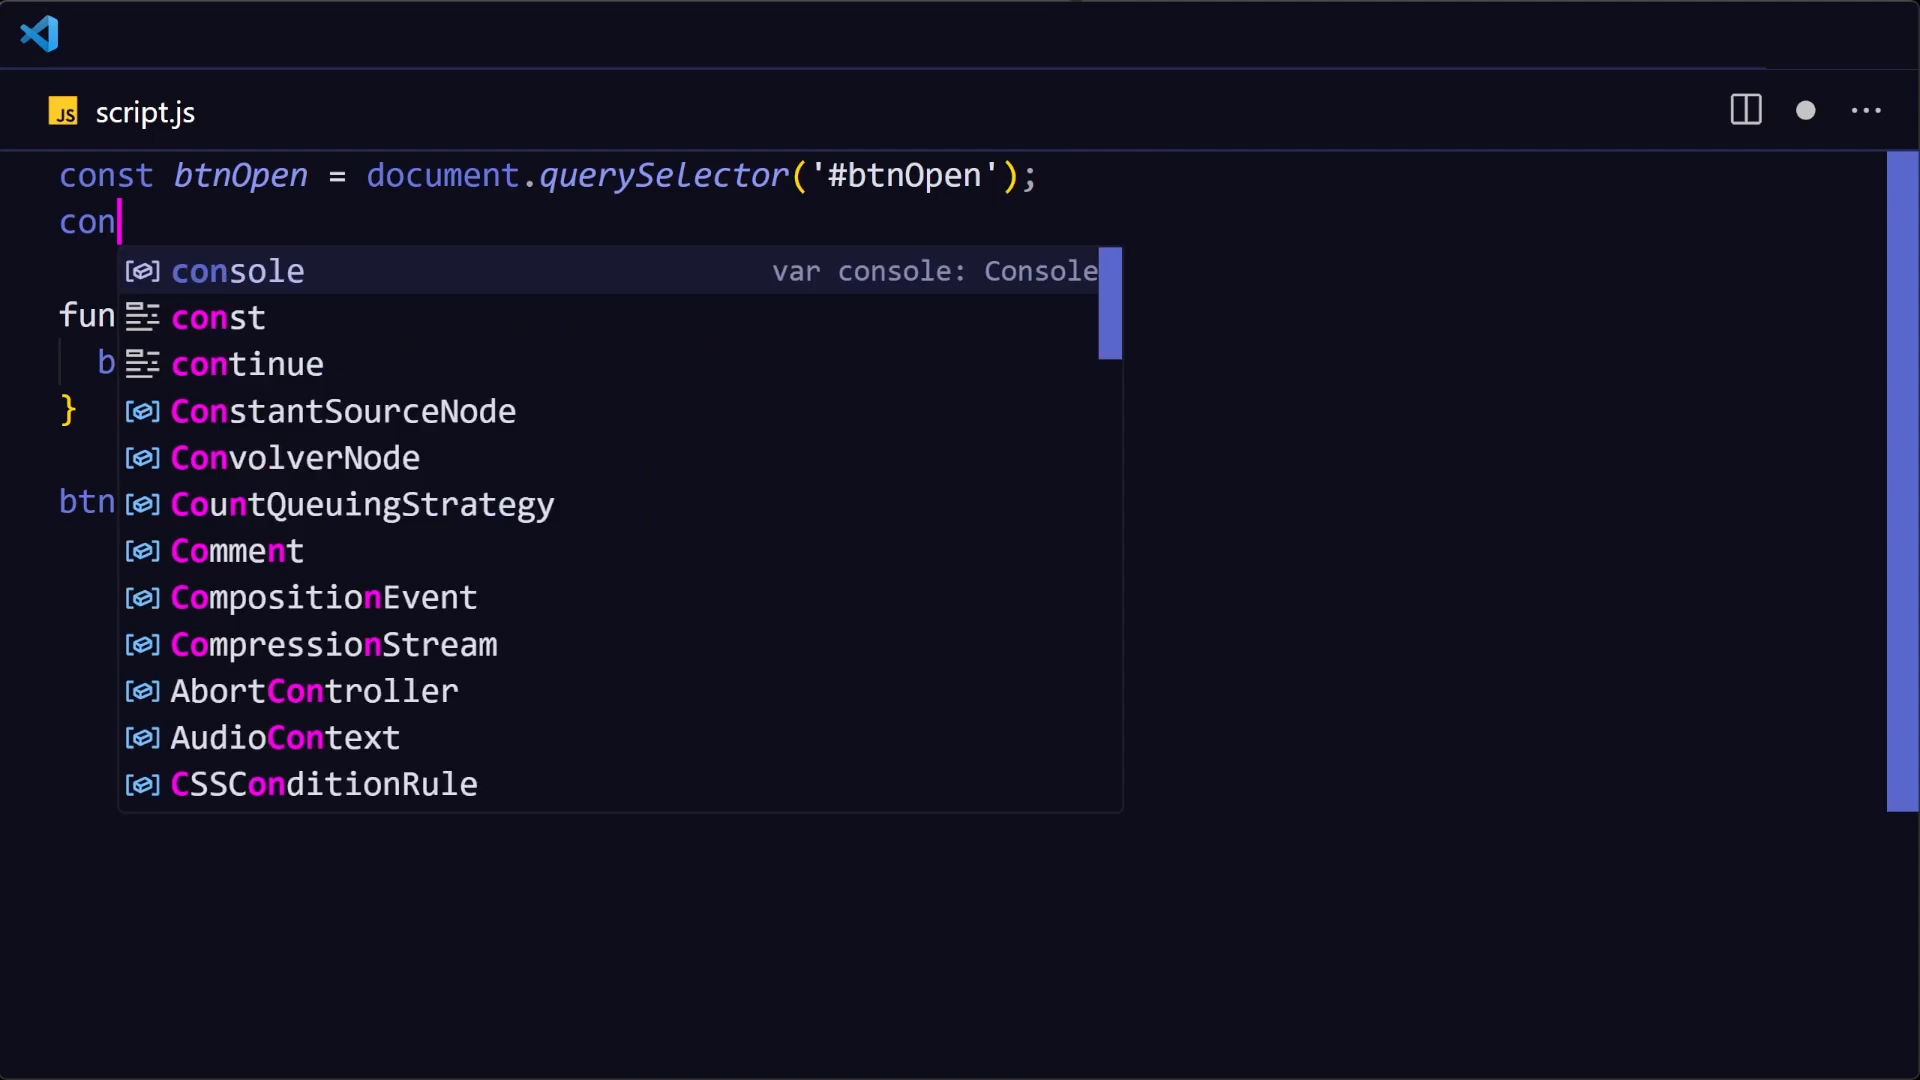 JS script.js
const btnOpen = document.querySelector('#btnOpen');
con
console var console: Console
fun const
b continue
} ConstantSourceNode
ConvolverNode
btn CountQueuingStrategy
Comment
CompositionEvent
CompressionStream
AbortController
AudioContext
CSSConditionRule